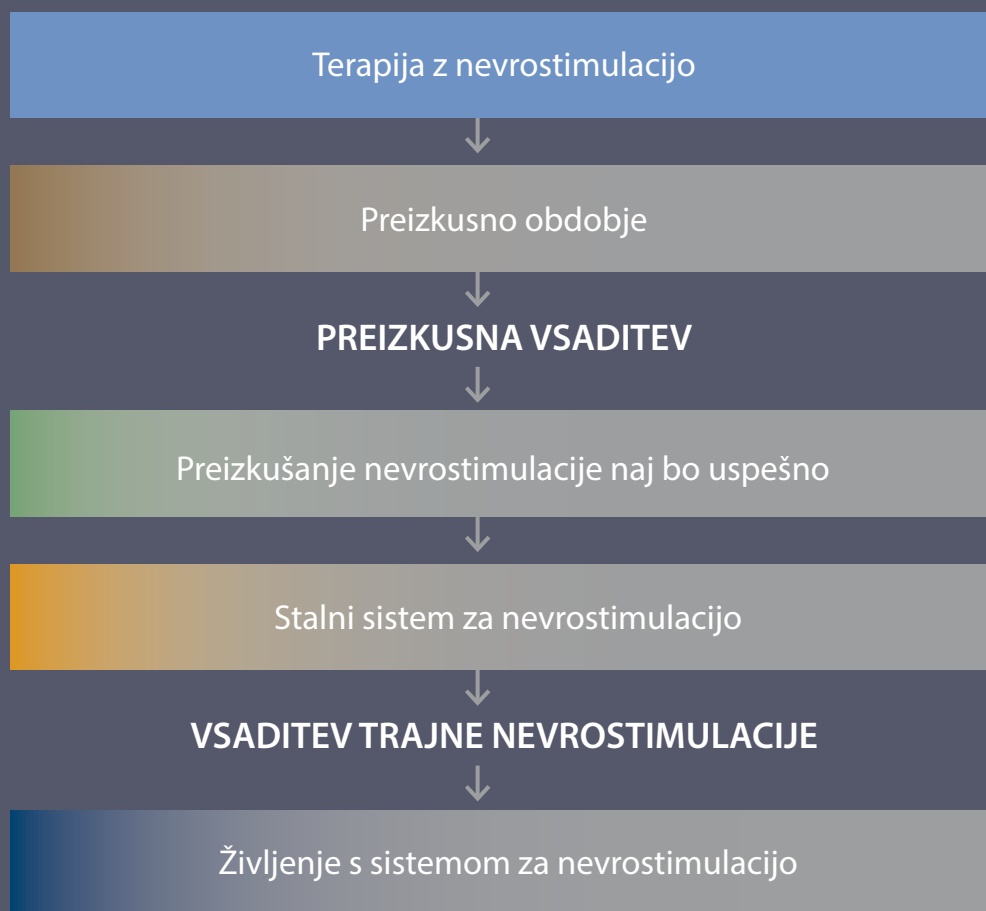 Terapija z nevrostimulacijo
Preizkusno obdobje
PREIZKUSNA VSADITEV
Preizkušanje nevrostimulacije naj bo uspešno
Stalni sistem za nevrostimulacijo
VSADITEV TRAJNE NEVROSTIMULACIJE
Življenje s sistemom za nevrostimulacijo